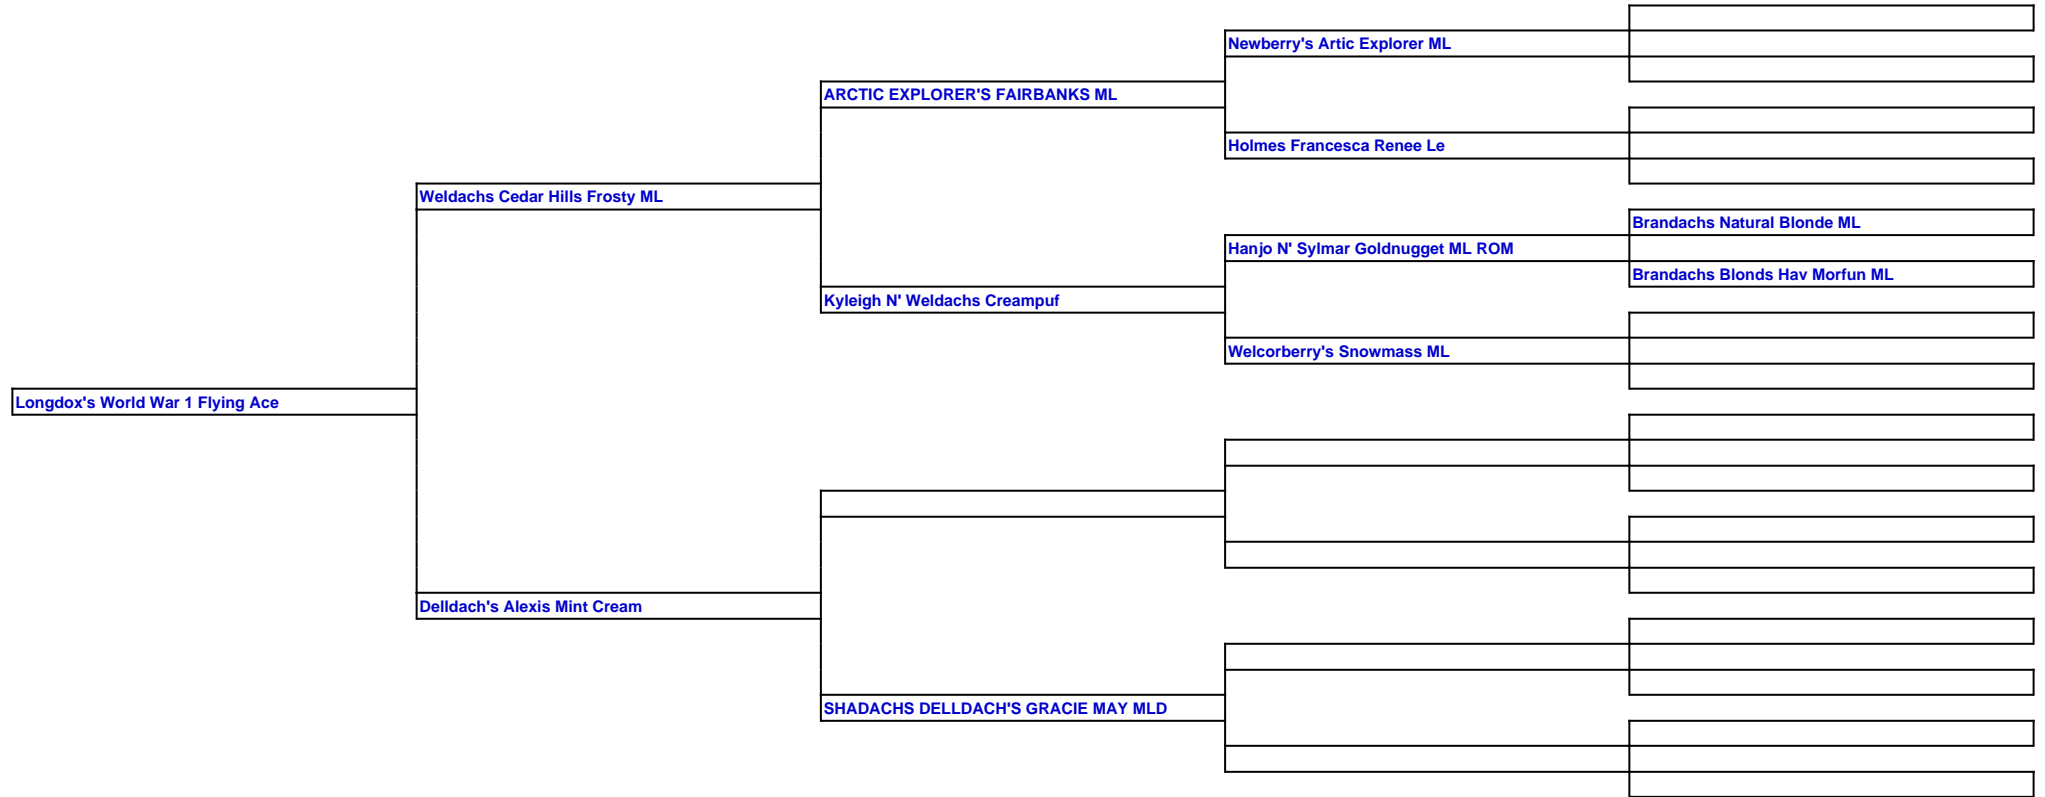 Newberry's Artic Explorer ML
ARCTIC EXPLORER'S FAIRBANKS ML
Holmes Francesca Renee Le
Weldachs Cedar Hills Frosty ML
Brandachs Natural Blonde ML
Hanjo N' Sylmar Goldnugget ML ROM
Brandachs Blonds Hav Morfun ML
Kyleigh N' Weldachs Creampuf
Welcorberry's Snowmass ML
Longdox's World War 1 Flying Ace
Delldach's Alexis Mint Cream
SHADACHS DELLDACH'S GRACIE MAY MLD